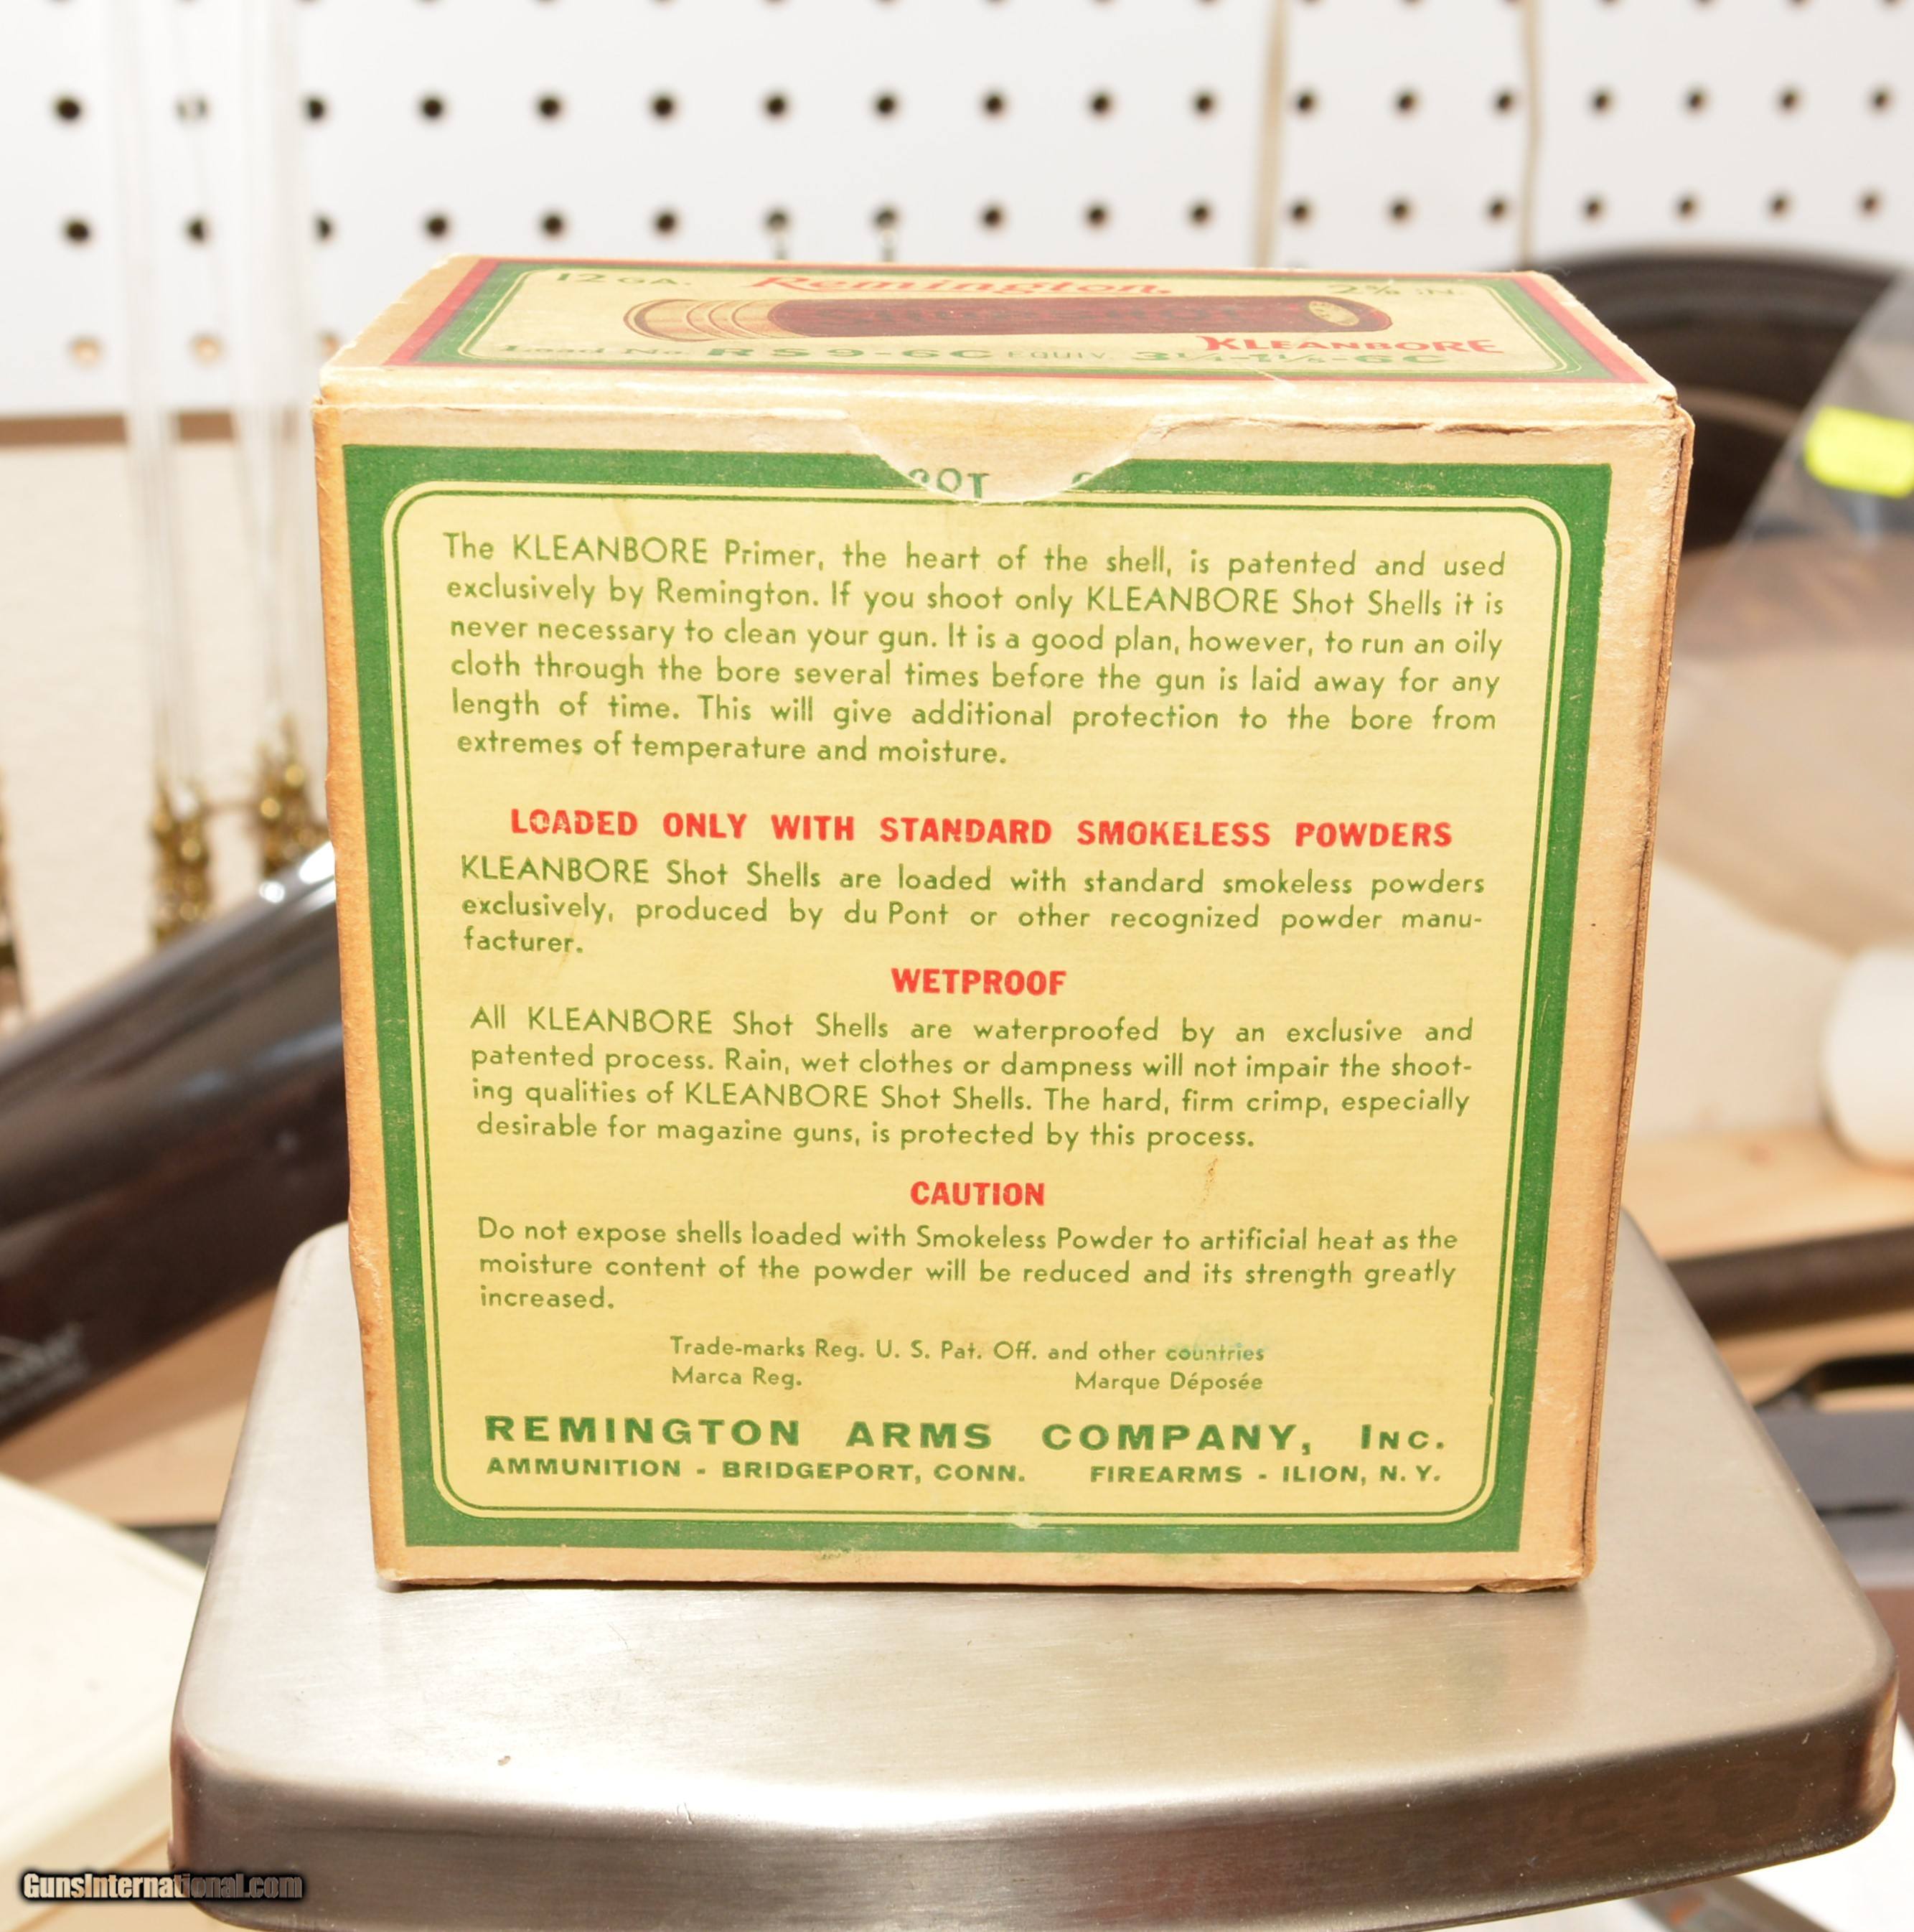 12 GA. Remington. 2 5/8 IN.
KLEANBORE
Load No. RS9-6C EQUIV.
The KLEANBORE Primer, the heart of the shell, is patented and used
exclusively by Remington. If you shoot only KLEANBORE Shot Shells it is
never necessary to clean your gun. It is a good plan, however, to run an oily
cloth through the bore several times before the gun is laid away for any
length of time. This will give additional protection to the bore from
extremes of temperature and moisture.
LOADED ONLY WITH STANDARD SMOKELESS POWDERS
KLEANBORE Shot Shells are loaded with standard smokeless powders
exclusively, produced by du Pont or other recognized powder manu-
facturer.
WETPROOF
All KLEANBORE Shot Shells are waterproofed by an exclusive and
patented process. Rain, wet clothes or dampness will not impair the shoot-
ing qualities of KLEANBORE Shot Shells. The hard, firm crimp, especially
desirable for magazine guns, is protected by this process.
CAUTION
Do not expose shells loaded with Smokeless Powder to artificial heat as the
moisture content of the powder will be reduced and its strength greatly
increased.
Trade-marks Reg. U. S. Pat. Off. and other countries
Marca Reg. Marque Déposée
REMINGTON ARMS COMPANY, INC.
AMMUNITION - BRIDGEPORT, CONN. FIREARMS - ILION, N. Y.
GunsInternational.com